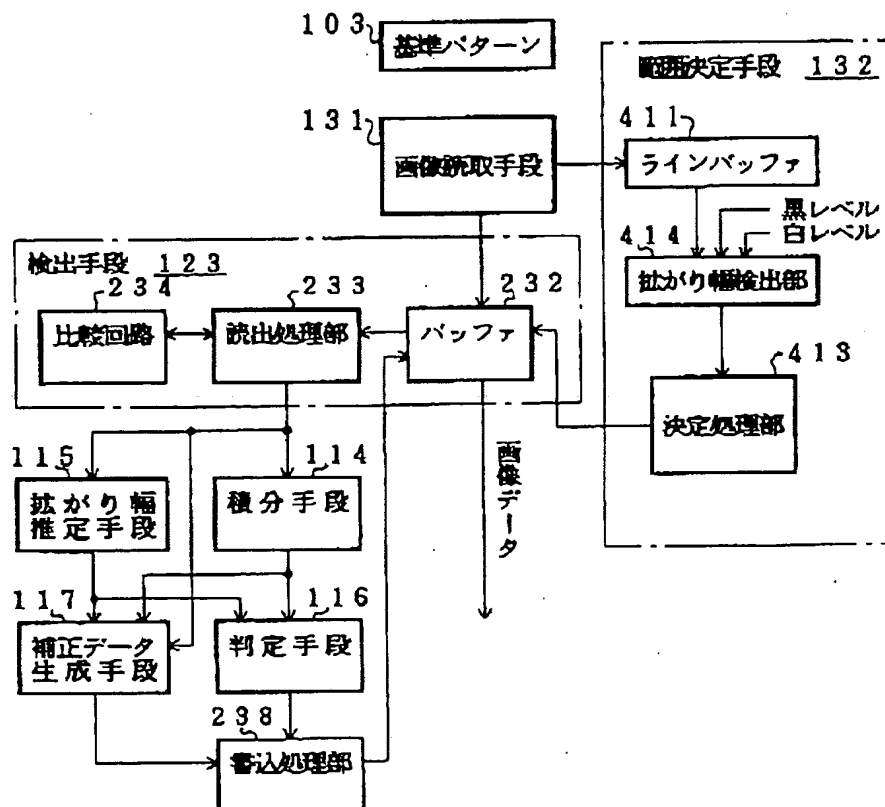 103
基準パターン
範囲決定手段 132
131
画像読取手段
411
ラインバッファ
黒レベル
白レベル
414
拡がり幅検出部
検出手段 123
234
比較回路
233
読出処理部
232
バッファ
413
決定処理部
115
拡がり幅
推定手段
114
積分手段
画像データ
117
補正データ
生成手段
116
判定手段
238
書込処理部